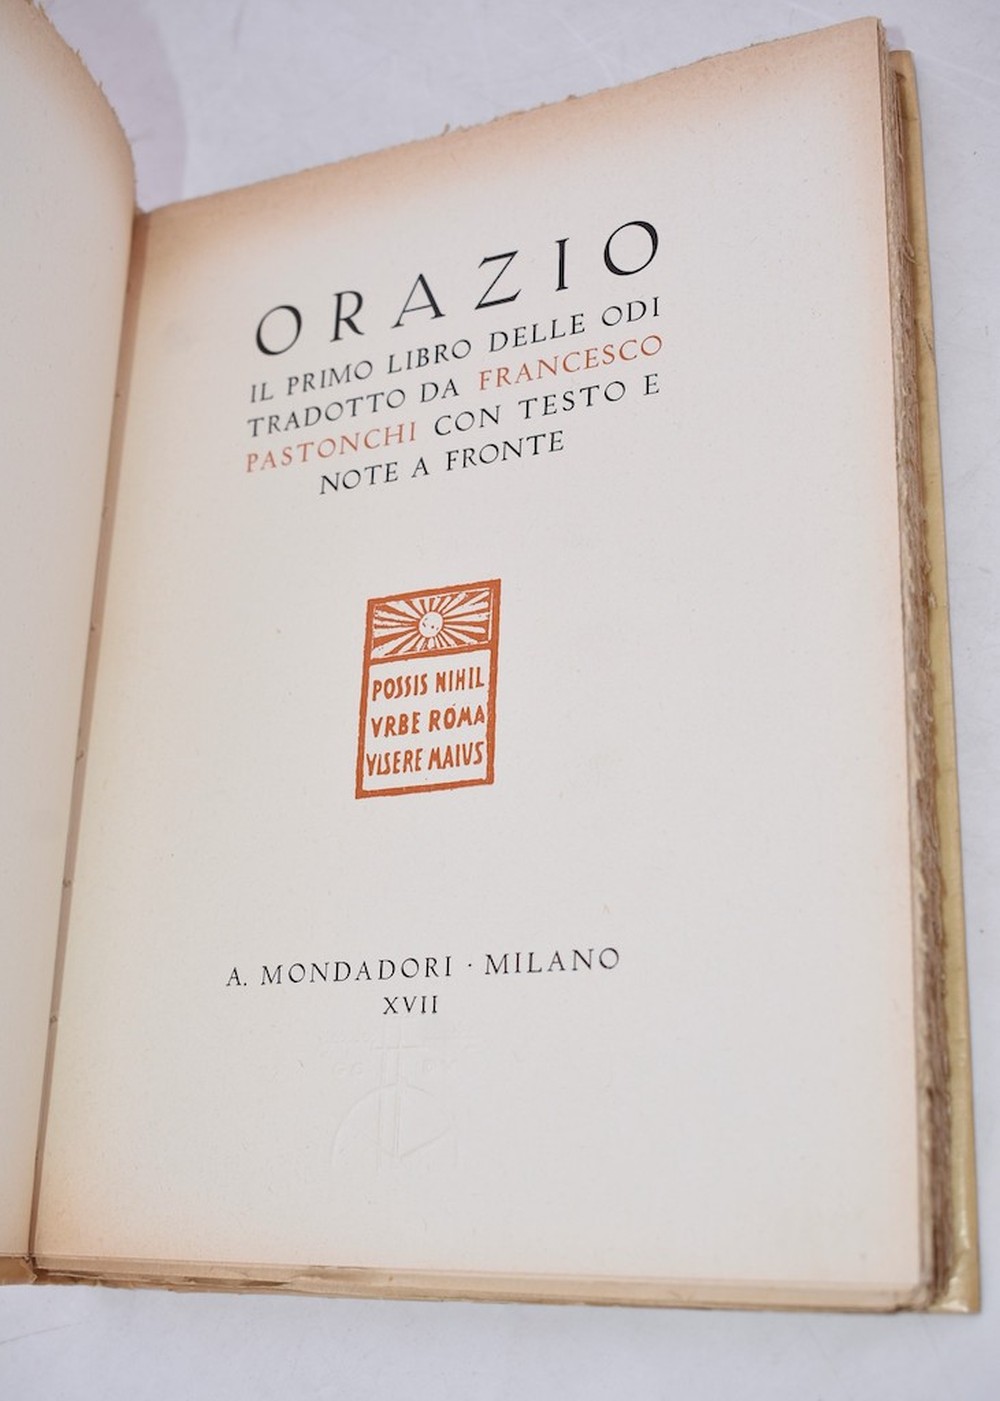 ORAZIO
IL PRIMO LIBRO DELLE ODI
TRADOTTO DA FRANCESCO
PASTONCHI CON TESTO E
NOTE A FRONTE
POSSIS NIHIL
VRBE ROMA
VISERE MAIVS
A. MONDADORI · MILANO
XVII